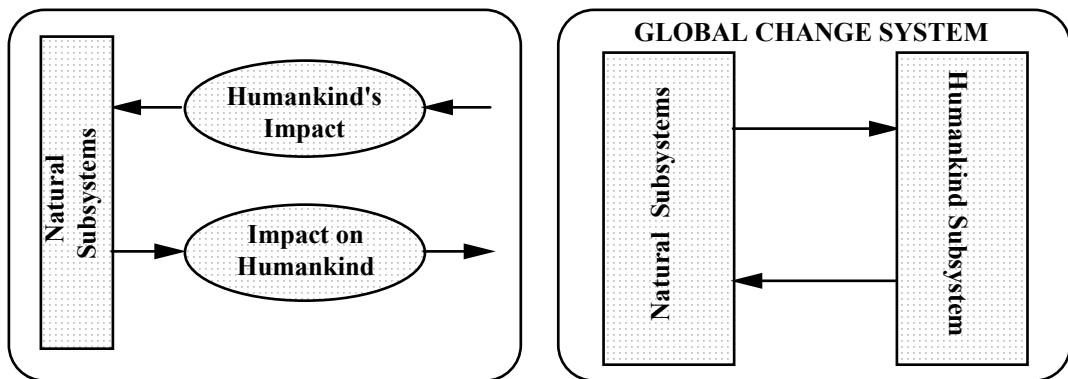 Natural
Subsystems
Humankind's
Impact
Impact on
Humankind
GLOBAL CHANGE SYSTEM
Natural Subsystems
Humankind Subsystem